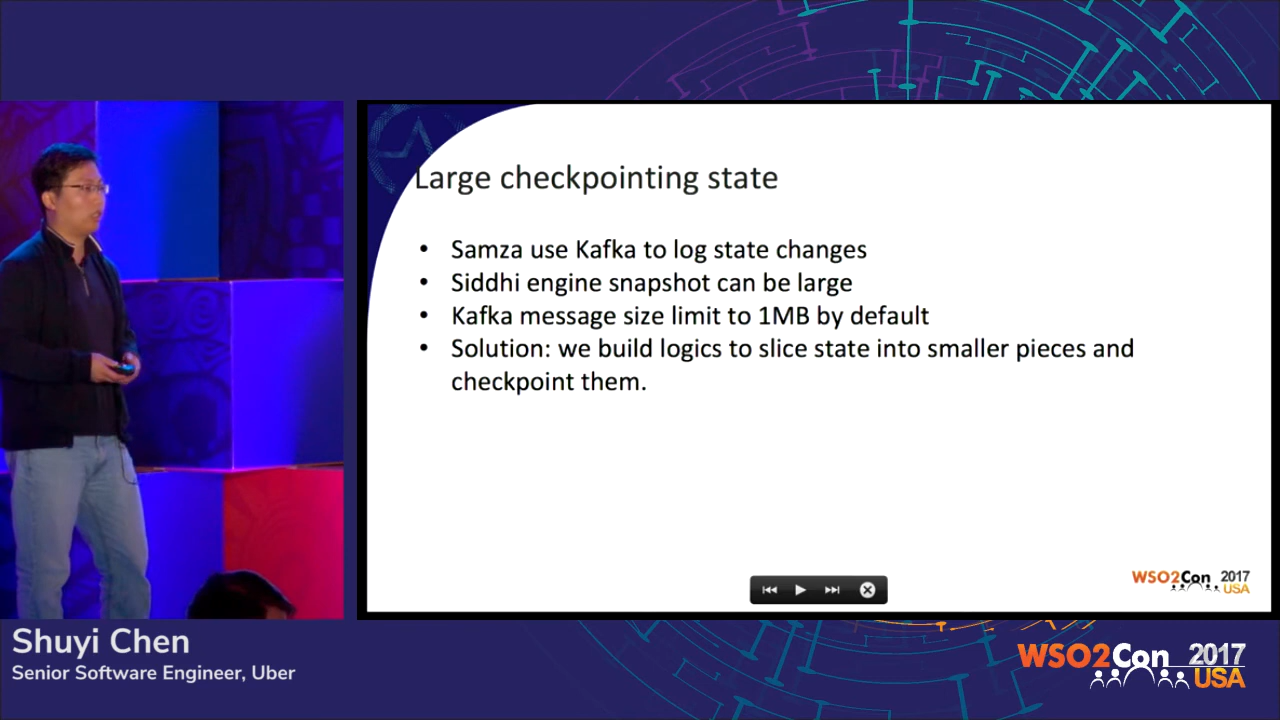 Large checkpointing state
• Samza use Kafka to log state changes
• Siddhi engine snapshot can be large
• Kafka message size limit to 1MB by default
• Solution: we build logics to slice state into smaller pieces and
checkpoint them.
WSO2Con 2017
USA
Shuyi Chen
Senior Software Engineer, Uber
WSO2Con 2017
USA